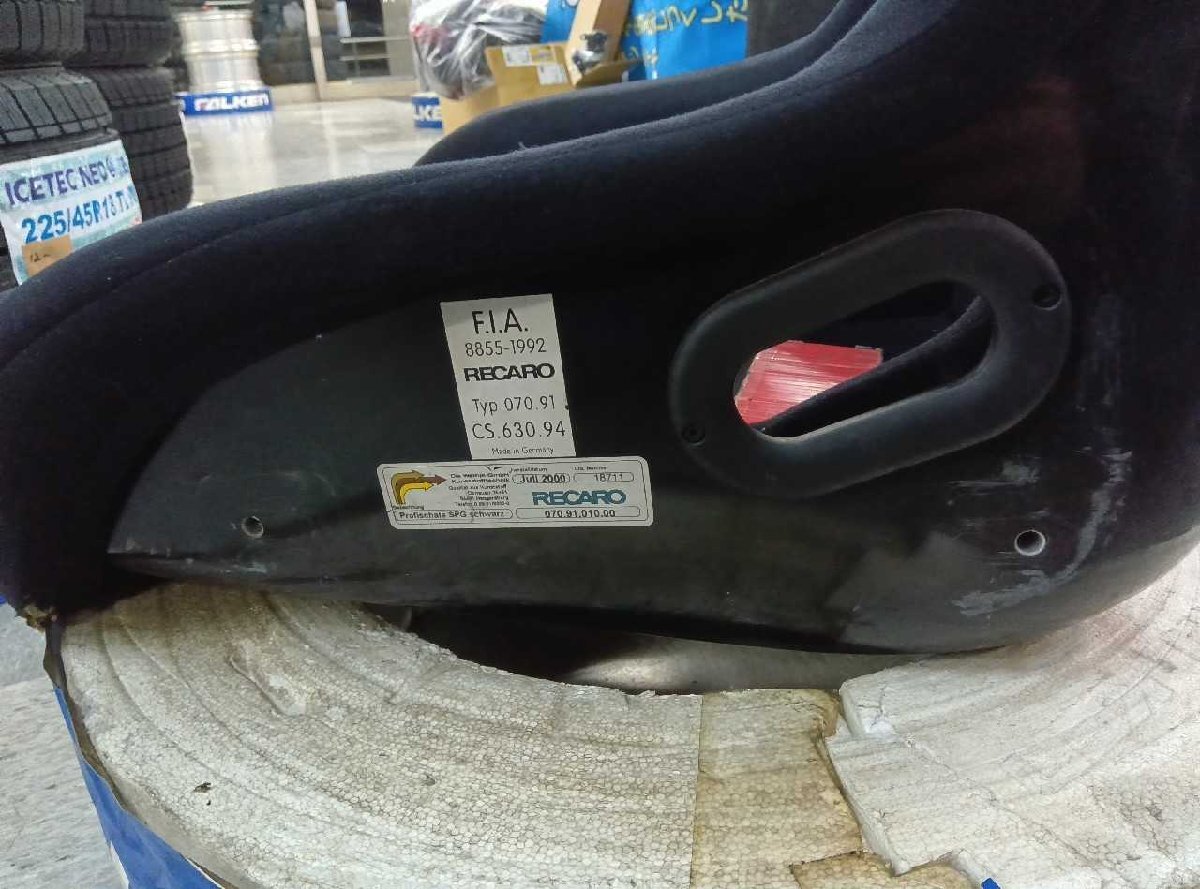 FALKEN
LKE
ICETEC NEO
225/45R18
F.I.A.
8855-1992
RECARO
Typ 070.91
CS.630.94
Made in Germany
Juli 2000
18711
RECARO
Profischale SPG schwarz
070.91.010.00